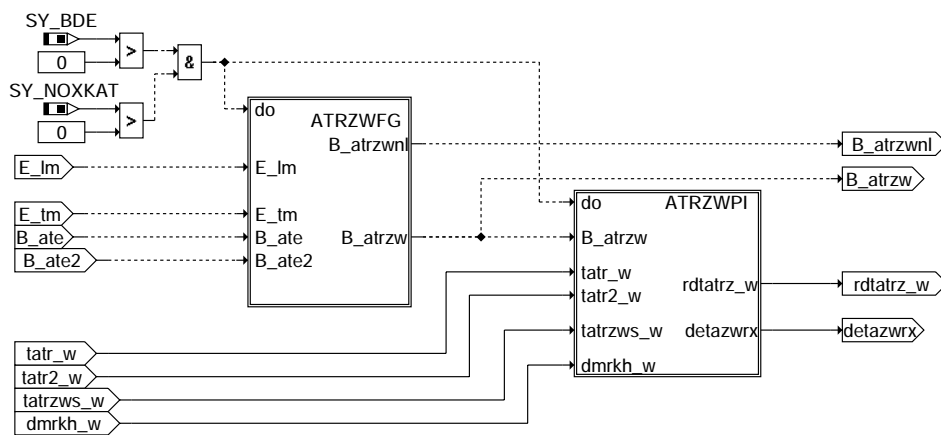 SY_BDE
>
0
&
SY_NOXKAT
>
0
do
ATRZWFG
B_atrzwnl
B_atrzwnl
E_lm
E_lm
B_atrzw
do
ATRZWPI
E_tm
E_tm
B_ate
B_ate
B_atrzw
B_atrzw
B_ate2
B_ate2
tatr_w
rdtatrz_w
rdtatrz_w
tatr2_w
tatrzws_w
detazwrx
detazwrx
tatr_w
dmrkh_w
tatr2_w
tatrzws_w
dmrkh_w